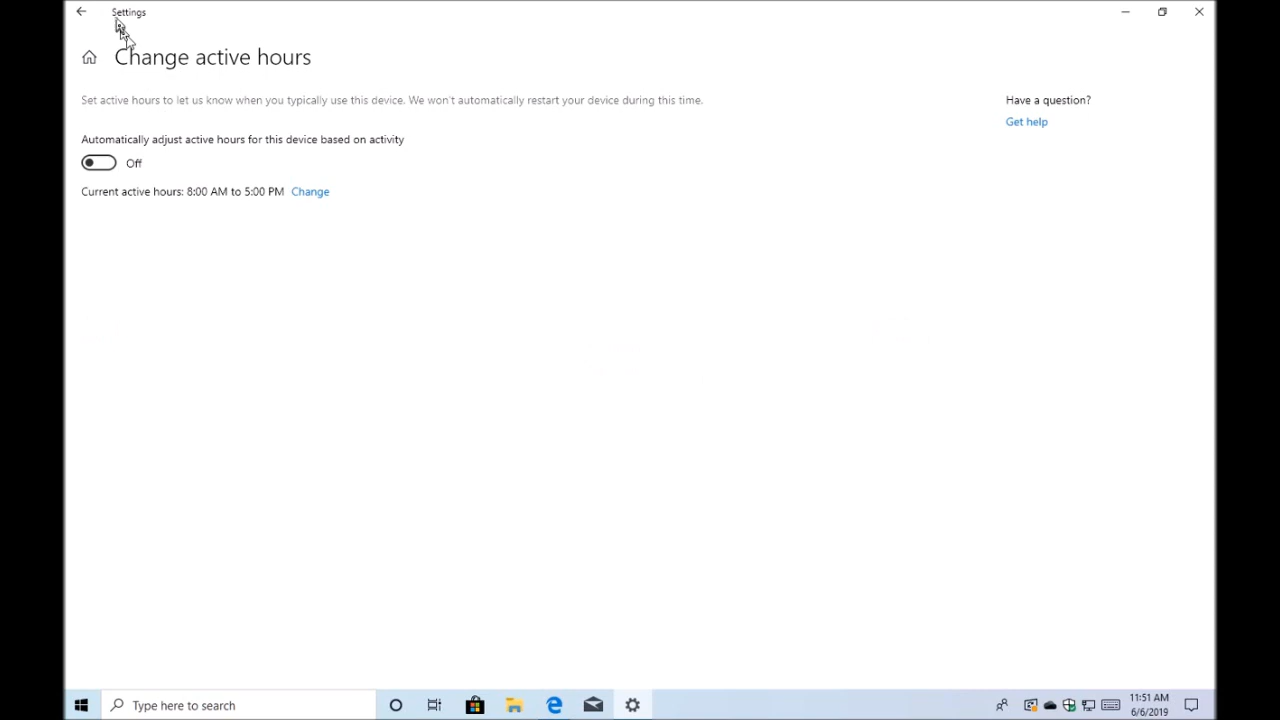 Settings
Change active hours
Set active hours to let us know when you typically use this device. We won't automatically restart your device during this time.
Have a question?
Get help
Automatically adjust active hours for this device based on activity
Off
Current active hours: 8:00 AM to 5:00 PM Change
Type here to search
11:51 AM
6/6/2019